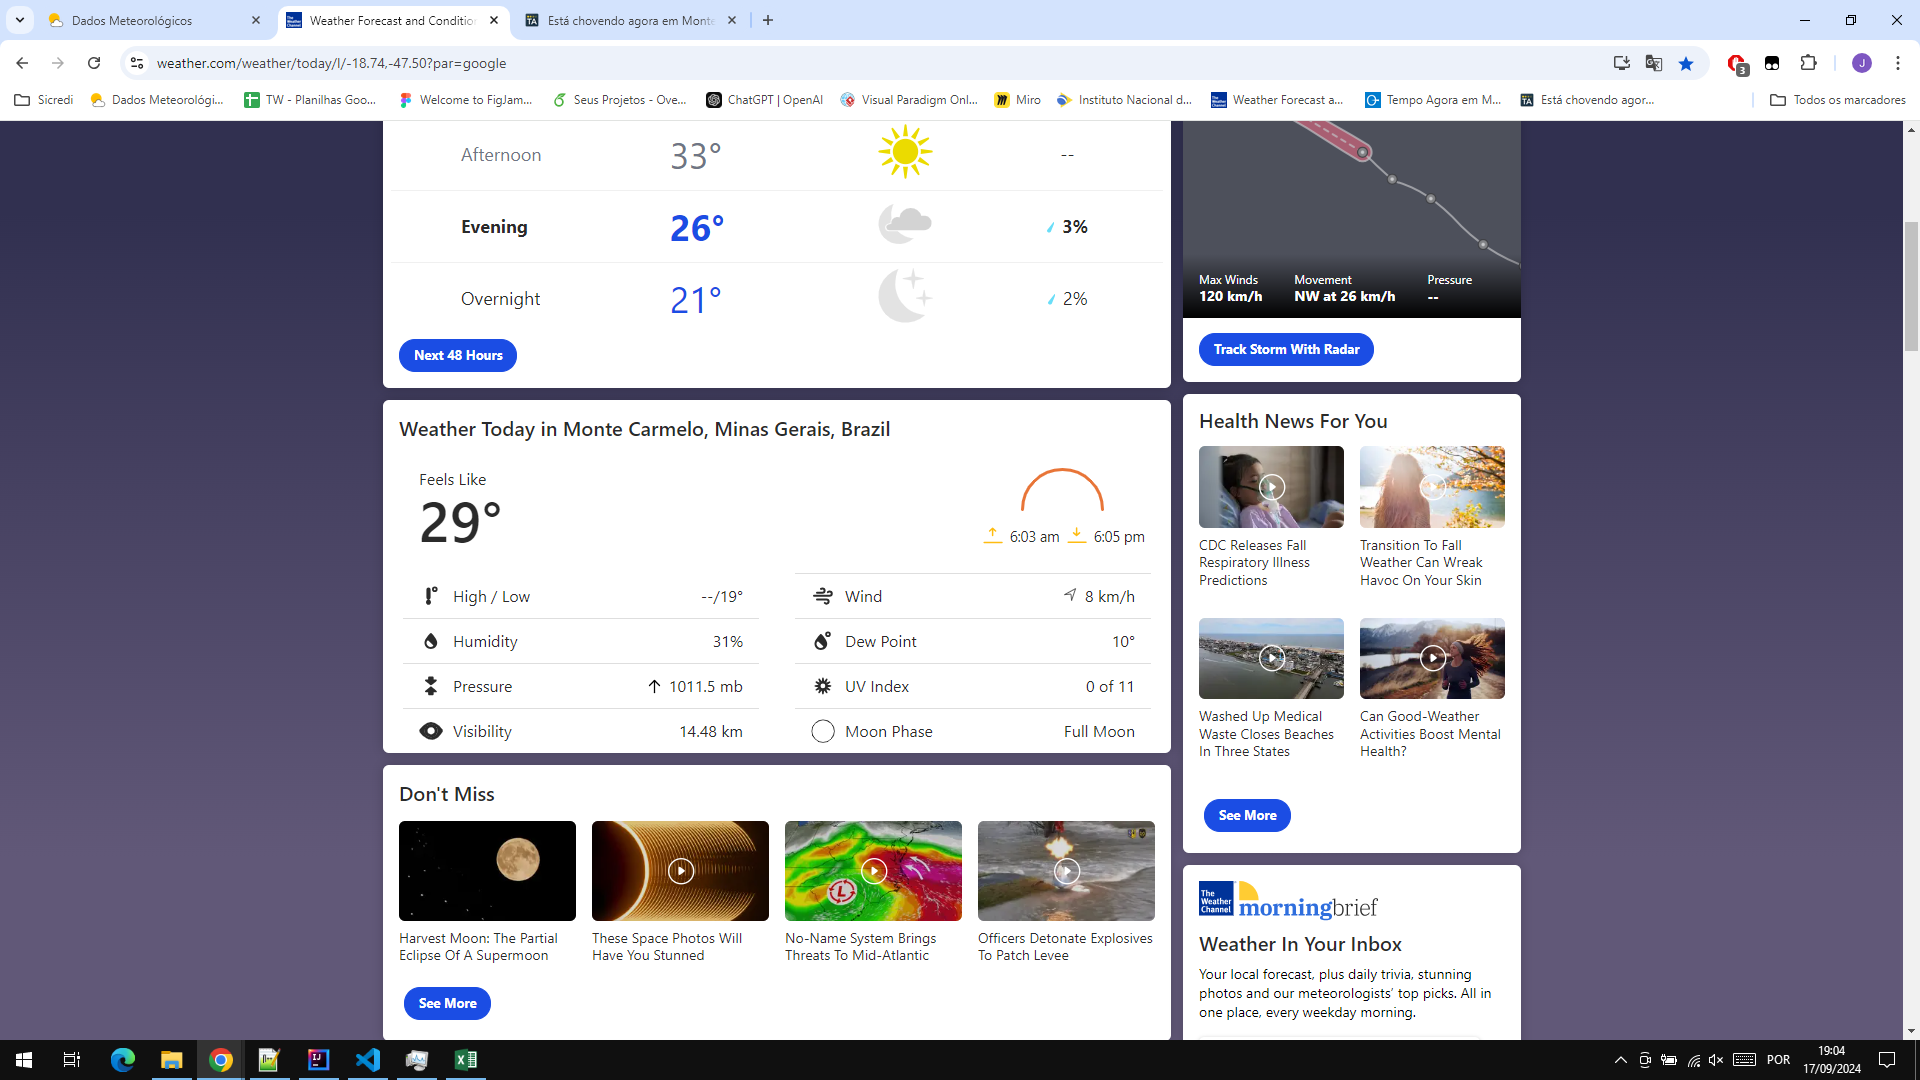 Dados Meteorológicos
Weather Forecast and Condition
Está chovendo agora em Monte
weather.com/weather/today/l/-18.74,-47.50?par=google
3
J
Sicredi
Dados Meteorológi...
TW - Planilhas Goo...
Welcome to FigJam...
Seus Projetos - Ove...
ChatGPT | OpenAI
Visual Paradigm Onl...
Miro
Instituto Nacional d...
Weather Forecast a...
Tempo Agora em M...
Está chovendo agor...
Todos os marcadores
Afternoon 33° --
Evening 26° 3%
Overnight 21° 2%
Next 48 Hours
Max Winds Movement Pressure
120 km/h NW at 26 km/h --
Track Storm With Radar
Weather Today in Monte Carmelo, Minas Gerais, Brazil
Feels Like
29°
6:03 am 6:05 pm
High / Low --/19°
Wind 8 km/h
Humidity 31%
Dew Point 10°
Pressure 1011.5 mb
UV Index 0 of 11
Visibility 14.48 km
Moon Phase Full Moon
Health News For You
CDC Releases Fall
Respiratory Illness
Predictions
Transition To Fall
Weather Can Wreak
Havoc On Your Skin
Washed Up Medical
Waste Closes Beaches
In Three States
Can Good-Weather
Activities Boost Mental
Health?
See More
Don't Miss
L
Harvest Moon: The Partial
Eclipse Of A Supermoon
These Space Photos Will
Have You Stunned
No-Name System Brings
Threats To Mid-Atlantic
Officers Detonate Explosives
To Patch Levee
See More
The
Weather
Channel
morningbrief
Weather In Your Inbox
Your local forecast, plus daily trivia, stunning
photos and our meteorologists’ top picks. All in
one place, every weekday morning.
POR
19:04
17/09/2024